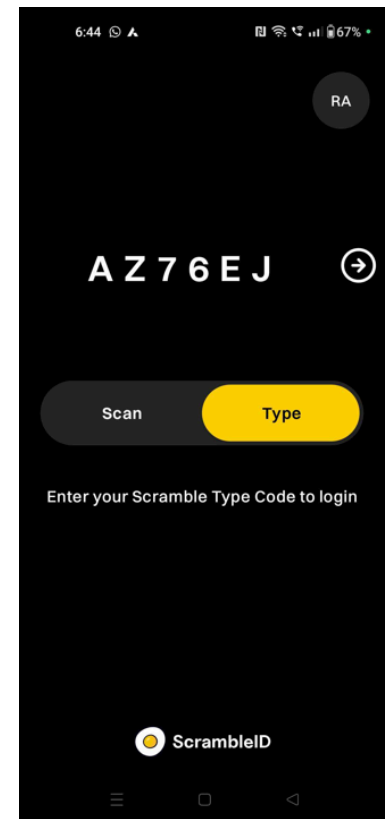 6:44 67%
RA
AZ76EJ
Scan Type
Enter your Scramble Type Code to login
ScrambleID